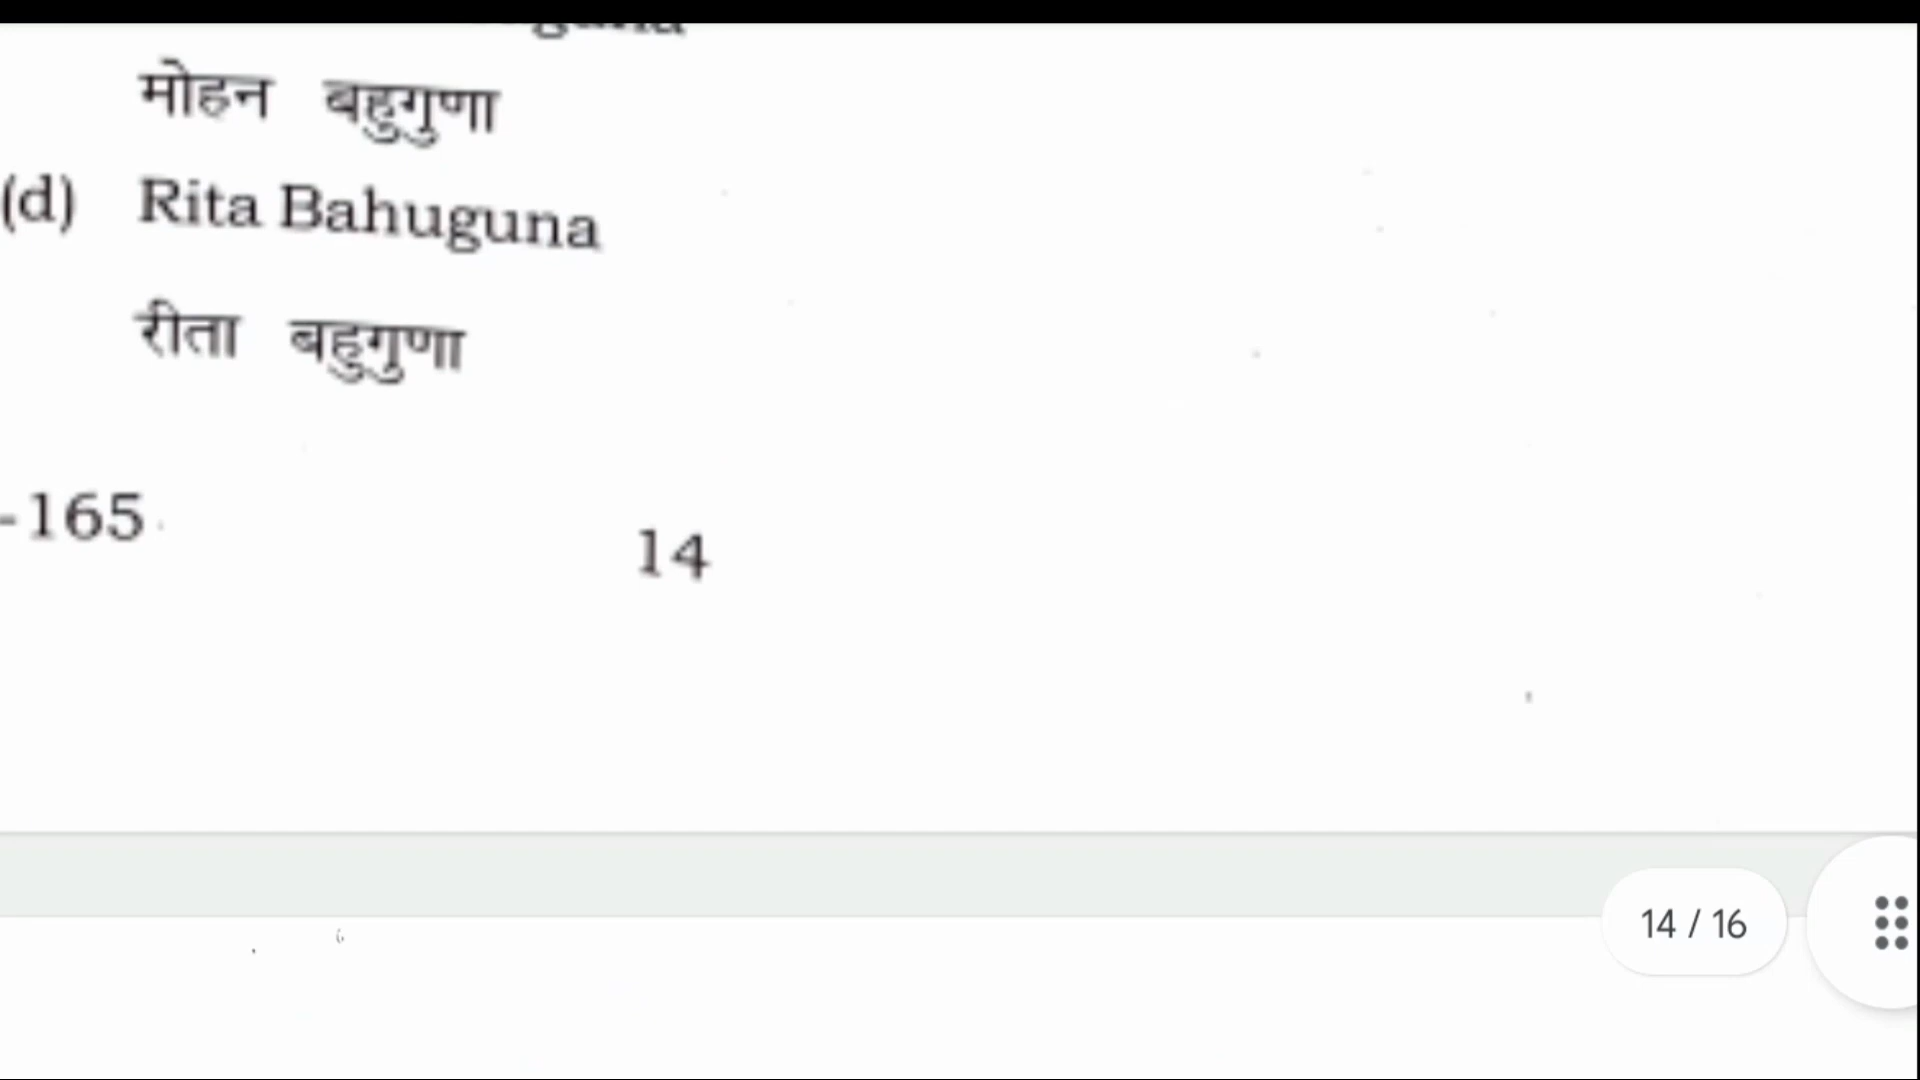 मोहन बहुगुणा
(d) Rita Bahuguna
रीता बहुगुणा
-165
14
14 / 16